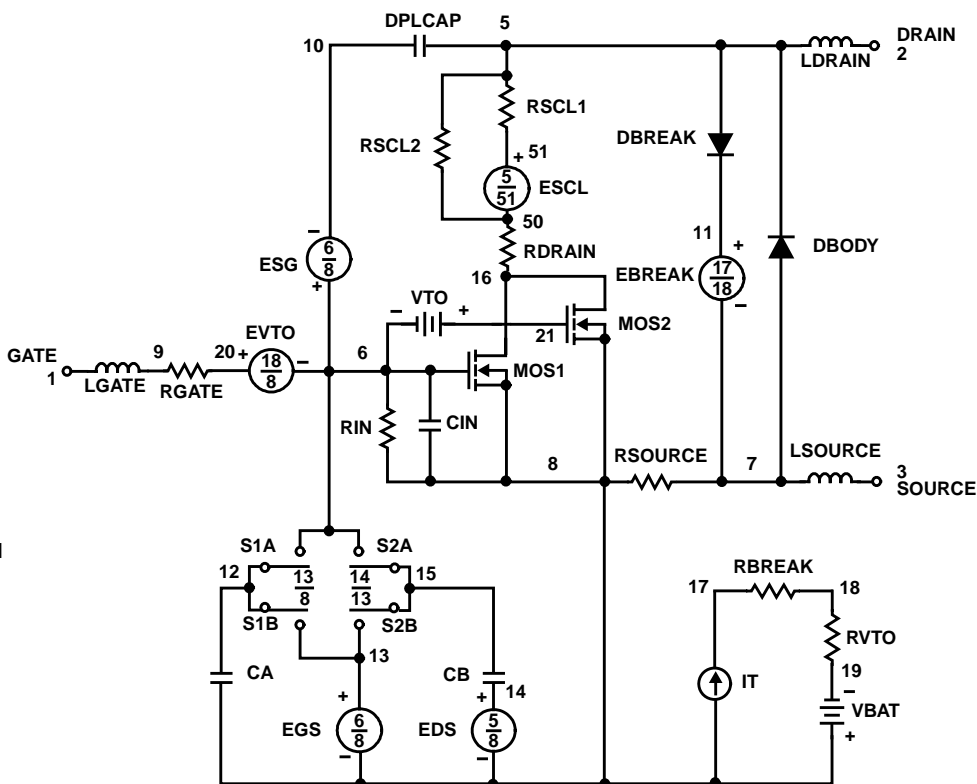 DPLCAP 5
10
DRAIN
2
LDRAIN
RSCL1
RSCL2
DBREAK
+ 51
5
51
ESCL
50
11
+
DBODY
RDRAIN
-
ESG
6
8
+
16
EBREAK
17
18
-
VTO
- +
EVTO
GATE
1
9
20
+
18
8
-
6
21
MOS2
LGATE
RGATE
MOS1
RIN
CIN
8
RSOURCE
7
LSOURCE
3
SOURCE
S1A
S2A
12
13
8
14
13
15
S1B
S2B
13
CA
CB
14
+
EGS
6
8
-
+
EDS
5
8
-
RBREAK
17
18
RVTO
19
-
IT
VBAT
+